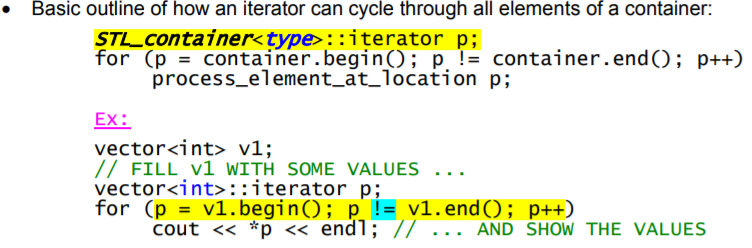 • Basic outline of how an iterator can cycle through all elements of a container:
STL_container<type>::iterator p;
for (p = container.begin(); p != container.end(); p++)
process_element_at_location p;
Ex:
vector<int> v1;
// FILL v1 WITH SOME VALUES ...
vector<int>::iterator p;
for (p = v1.begin(); p != v1.end(); p++)
cout << *p << endl; // ... AND SHOW THE VALUES